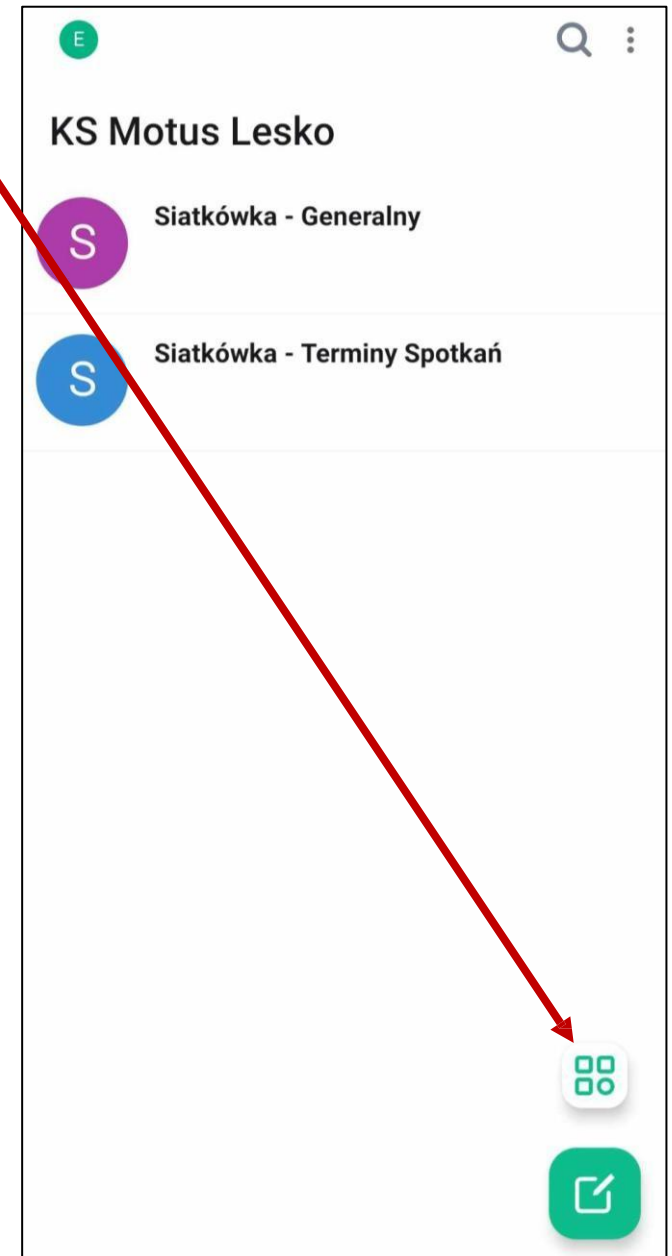 E
KS Motus Lesko
S
Siatkówka - Generalny
S
Siatkówka - Terminy Spotkań